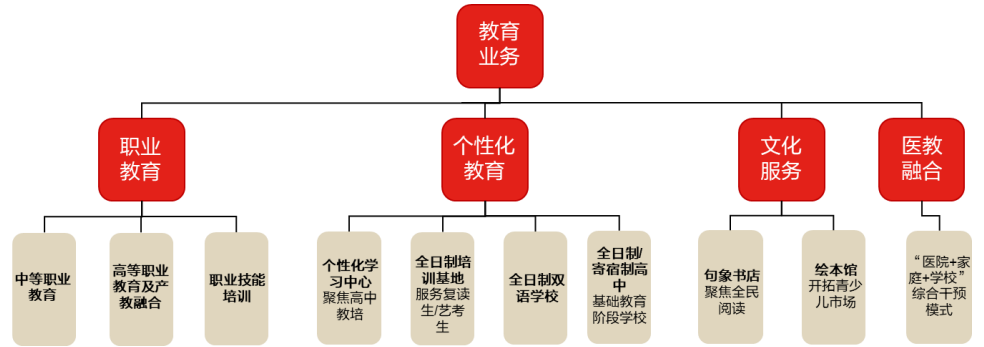 教育
业务
职业
教育
个性化
教育
文化
服务
医教
融合
中等职业
教育
高等职业
教育及产
教融合
职业技能
培训
个性化学
习中心
聚焦高中
教培
全日制培
训基地
服务复读
生/艺考
生
全日制双
语学校
全日制/
寄宿制高
中
基础教育
阶段学校
句象书店
聚焦全民
阅读
绘本馆
开拓青少
儿市场
“医院+家
庭+学校”
综合干预
模式